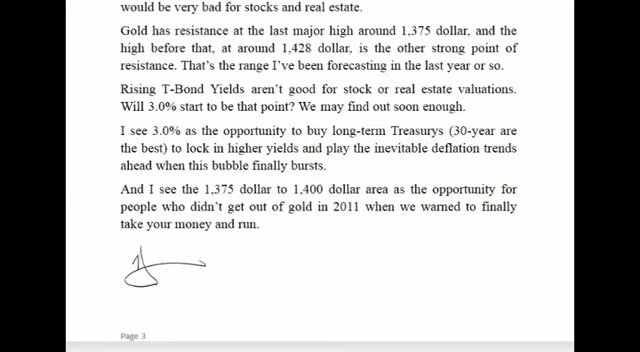 would be very bad for stocks and real estate.
Gold has resistance at the last major high around 1,375 dollar, and the
high before that, at around 1,428 dollar, is the other strong point of
resistance. That's the range I've been forecasting in the last year or so.
Rising T-Bond Yields aren't good for stock or real estate valuations.
Will 3.0% start to be that point? We may find out soon enough.
I see 3.0% as the opportunity to buy long-term Treasurys (30-year are
the best) to lock in higher yields and play the inevitable deflation trends
ahead when this bubble finally bursts.
And I see the 1,375 dollar to 1,400 dollar area as the opportunity for
people who didn't get out of gold in 2011 when we warned to finally
take your money and run.
Page 3